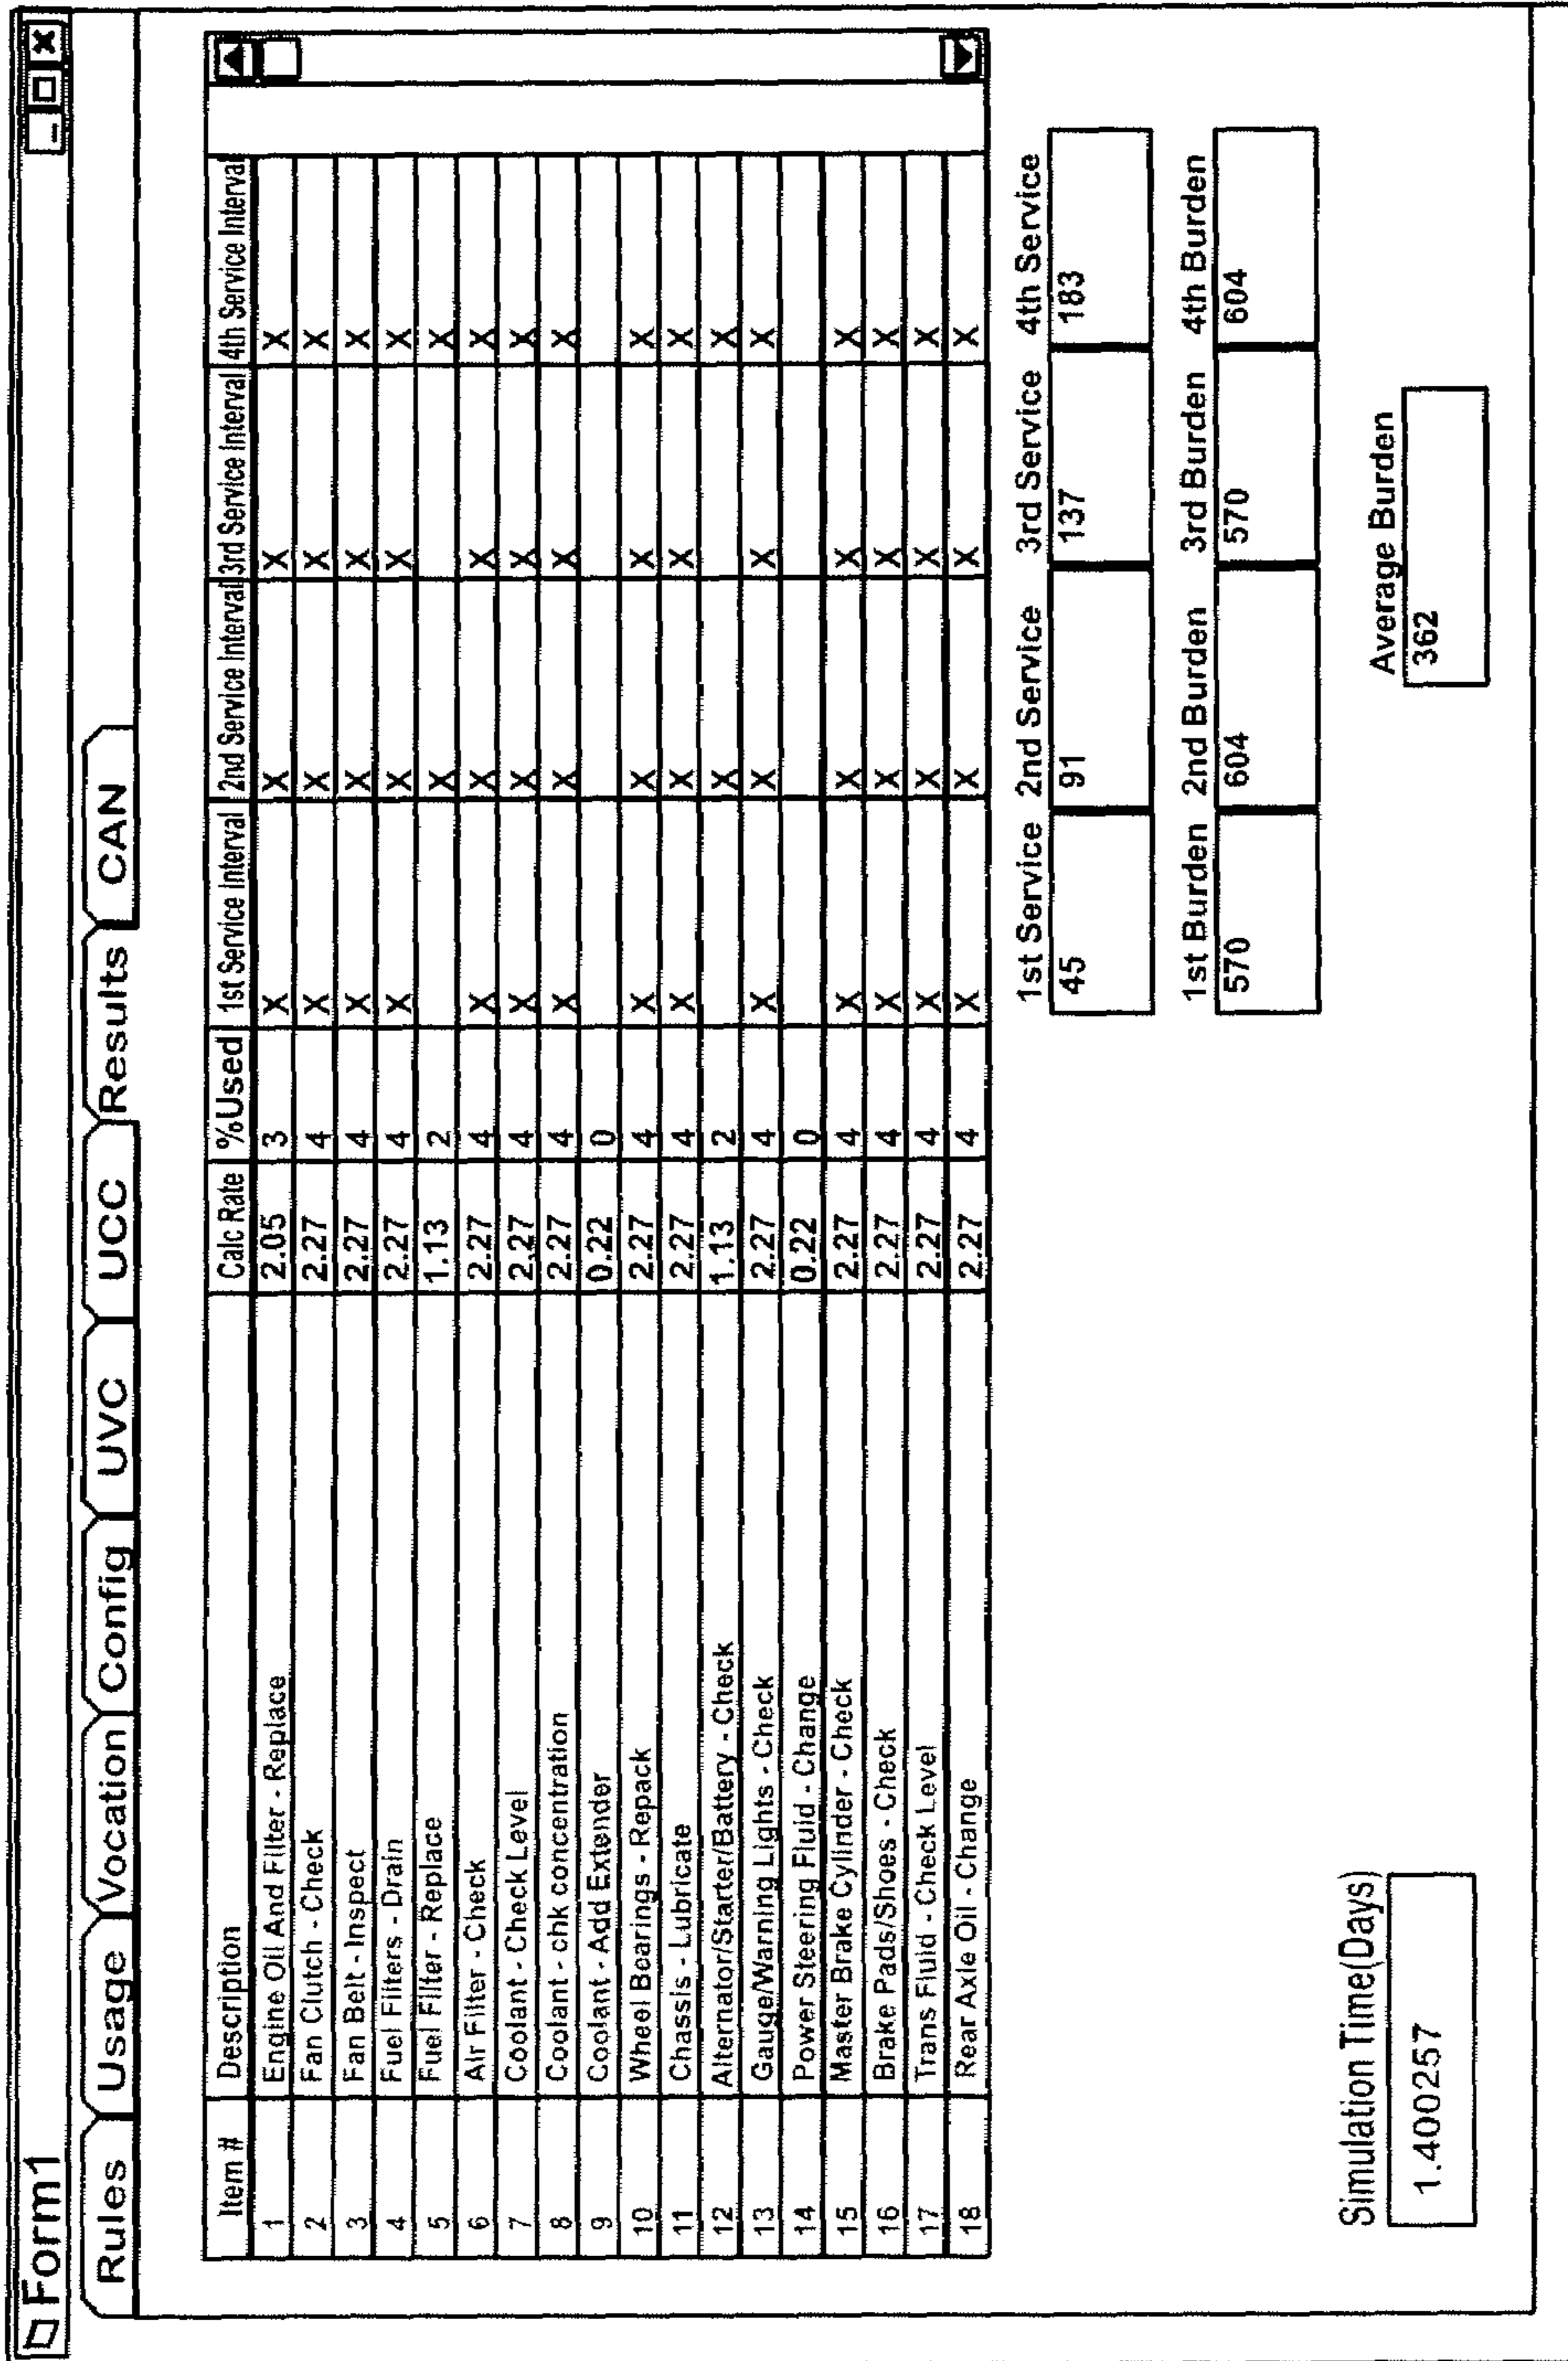 Form1
Rules Usage Vocation Config UVC UCC Results CAN
Item # Description Calc Rate %Used 1st Service Interval 2nd Service Interval 3rd Service Interval 4th Service Interval
1 Engine Oil And Filter - Replace 2.05 3 X X X X
2 Fan Clutch - Check 2.27 4 X X X X
3 Fan Belt - Inspect 2.27 4 X X X X
4 Fuel Filters - Drain 2.27 4 X X X X
5 Fuel Filter - Replace 1.13 2 X X
6 Air Filter - Check 2.27 4 X X X X
7 Coolant - Check Level 2.27 4 X X X X
8 Coolant - chk concentration 2.27 4 X X X X
9 Coolant - Add Extender 0.22 0
10 Wheel Bearings - Repack 2.27 4 X X X X
11 Chassis - Lubricate 2.27 4 X X X X
12 Alternator/Starter/Battery - Check 1.13 2 X X
13 Gauge/Warning Lights - Check 2.27 4 X X X X
14 Power Steering Fluid - Change 0.22 0
15 Master Brake Cylinder - Check 2.27 4 X X X X
16 Brake Pads/Shoes - Check 2.27 4 X X X X
17 Trans Fluid - Check Level 2.27 4 X X X X
18 Rear Axle Oil - Change 2.27 4 X X X X
1st Service 2nd Service 3rd Service 4th Service
45 91 137 183
1st Burden 2nd Burden 3rd Burden 4th Burden
570 604 570 604
Simulation Time(Days) Average Burden
1.400257 362